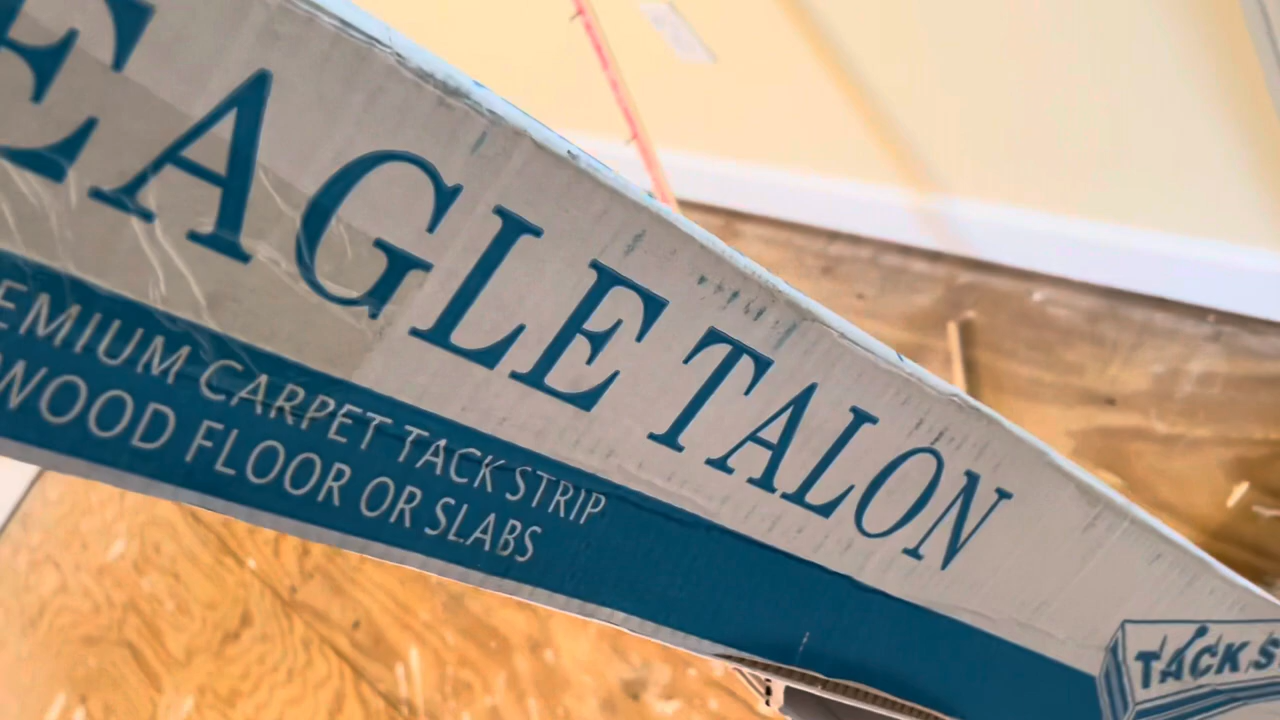 EAGLE TALON
EMIUM CARPET TACK STRIP
WOOD FLOOR OR SLABS
TACK S